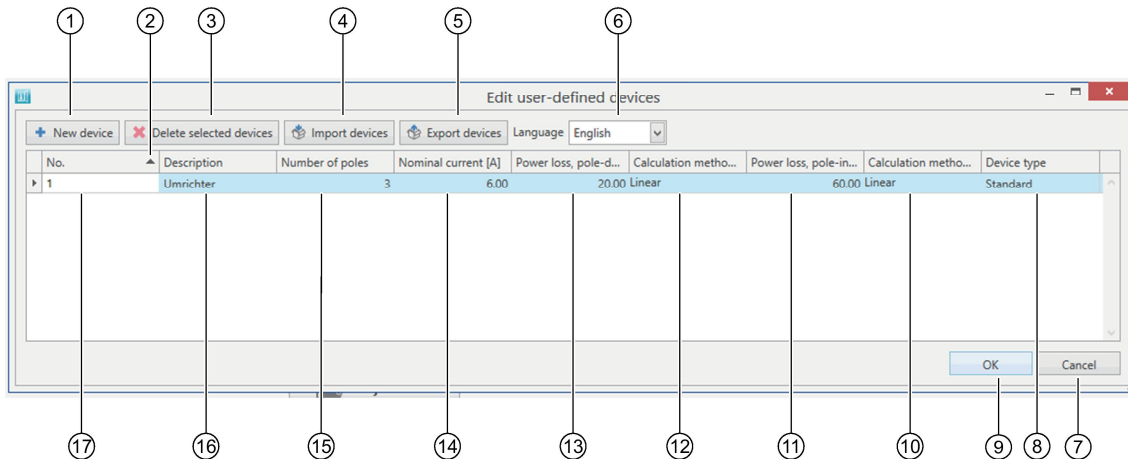 1 2 3 4 5 6
Edit user-defined devices
New device Delete selected devices Import devices Export devices Language English
No. Description Number of poles Nominal current [A] Power loss, pole-d... Calculation metho... Power loss, pole-in... Calculation metho... Device type
1 Umrichter 3 6.00 20.00 Linear 60.00 Linear Standard
OK Cancel
17 16 15 14 13 12 11 10 9 8 7